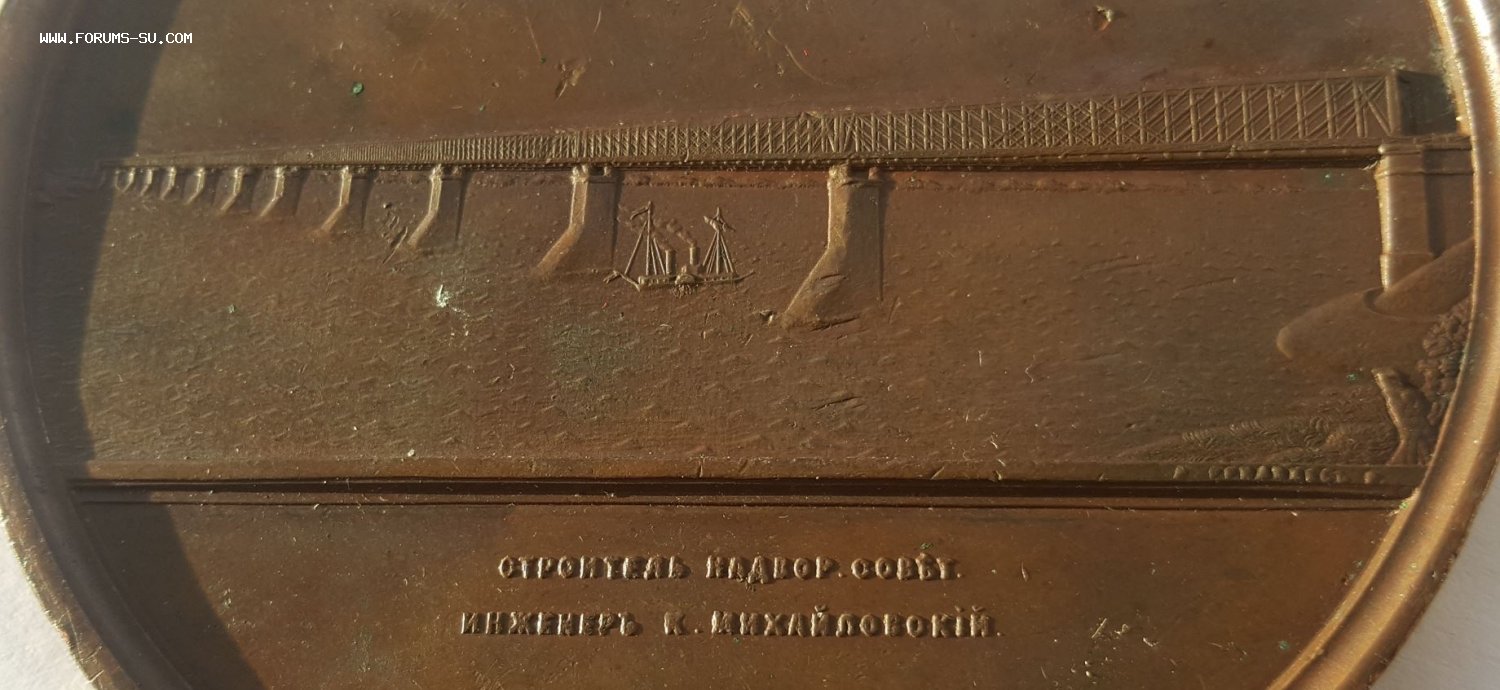 WWW.FORUMS-SU.COM
СТРОИТЕЛЬ НАДВОР. СОВѢТ.
ИНЖЕНЕРЪ К. МИХАЙЛОВСКІЙ.